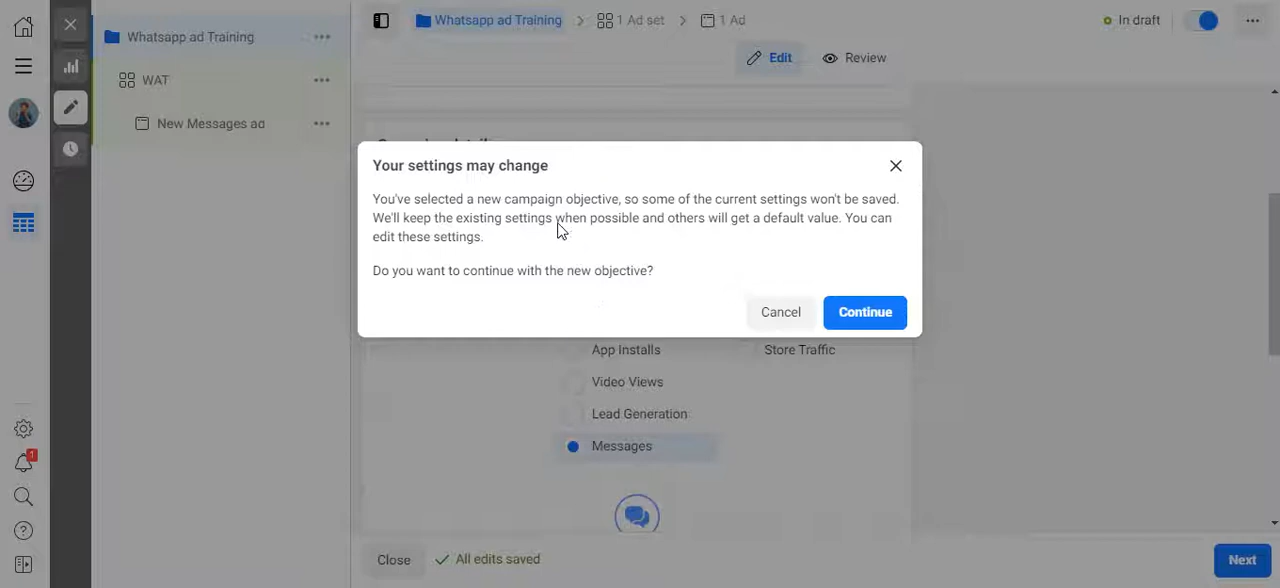 Whatsapp ad Training
WAT
New Messages ad
Whatsapp ad Training
1 Ad set
1 Ad
In draft
Edit
Review
Your settings may change
You've selected a new campaign objective, so some of the current settings won't be saved.
We'll keep the existing settings when possible and others will get a default value. You can
edit these settings.
Do you want to continue with the new objective?
Cancel
Continue
App Installs
Store Traffic
Video Views
Lead Generation
Messages
1
Close
All edits saved
Next